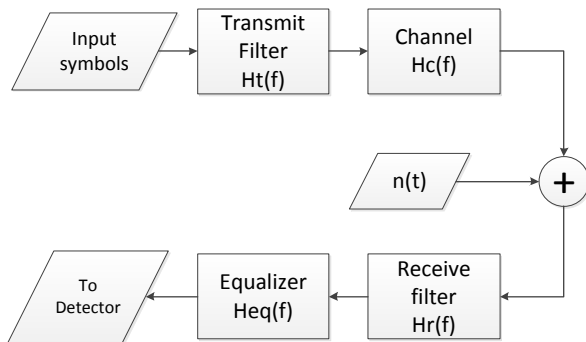 Input
symbols
Transmit
Filter
Ht(f)
Channel
Hc(f)
n(t)
+
To
Detector
Equalizer
Heq(f)
Receive
filter
Hr(f)